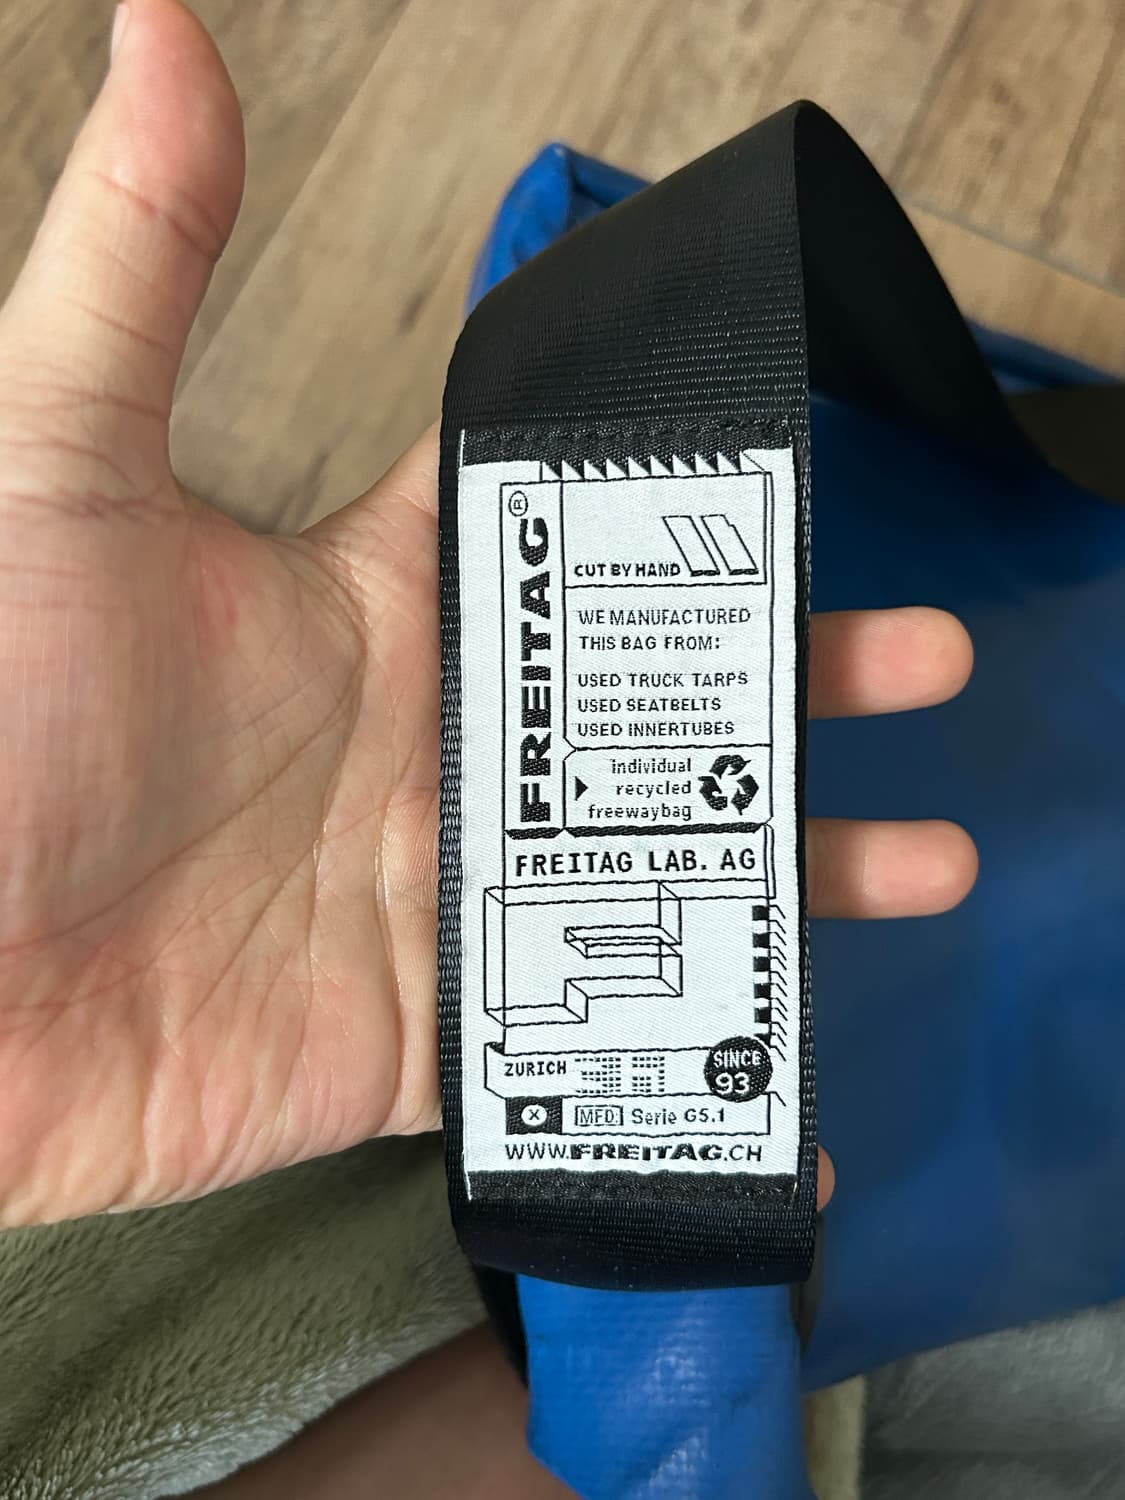 FREITAG®
CUT BY HAND
WE MANUFACTURED
THIS BAG FROM:
USED TRUCK TARPS
USED SEATBELTS
USED INNERTUBES
individual
recycled
freewaybag
FREITAG LAB. AG
F
ZURICH
SINCE
93
MFD: Serie G5.1
WWW.FREITAG.CH